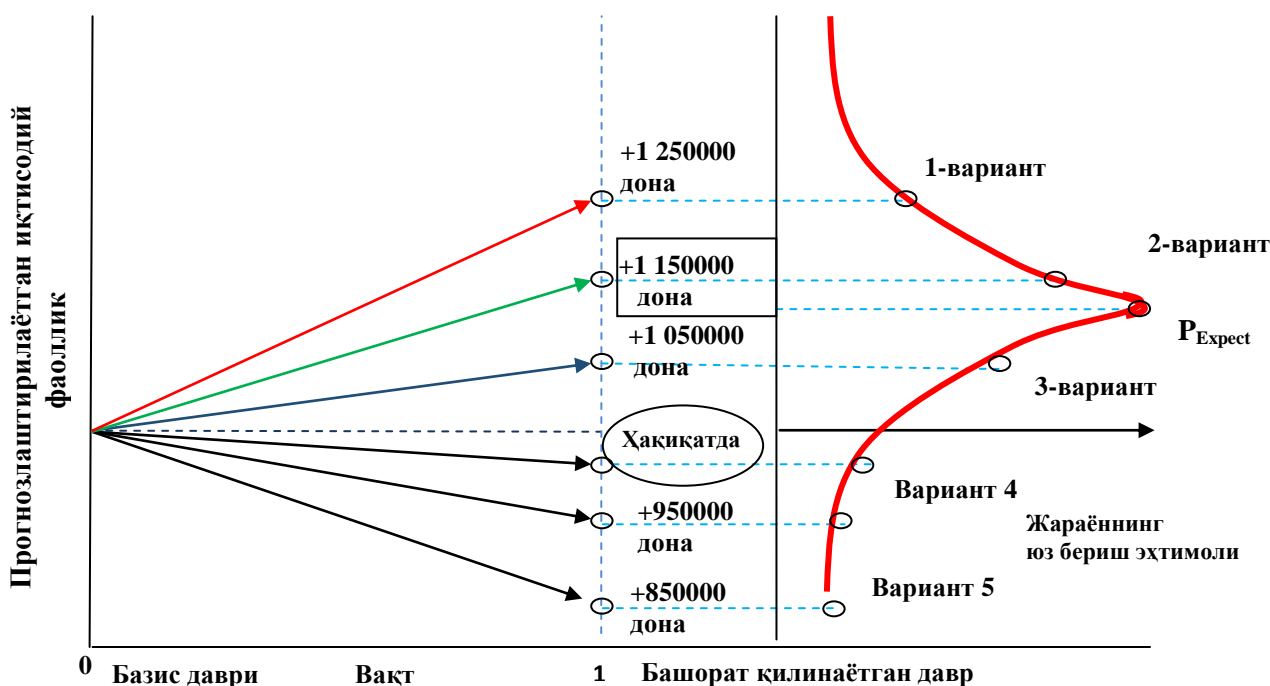 Прогнозлаштирилаётган иқтисодий
фаоллик
+1 250000
дона
1-вариант
2-вариант
+1 150000
дона
P_Expect
+1 050000
дона
3-вариант
Ҳақиқатда
Вариант 4
+950000
дона
Жараённинг
юз бериш эҳтимоли
Вариант 5
+850000
дона
0 Базис даври Вақт 1 Башорат қилинаётган давр